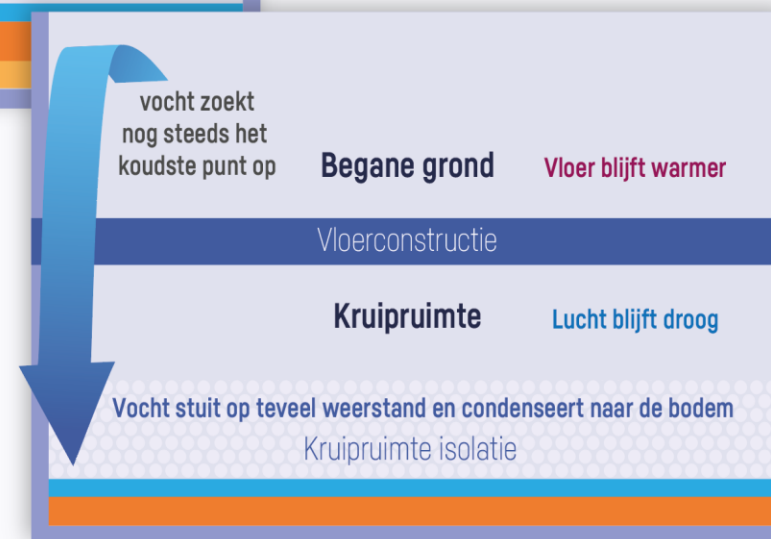 vocht zoekt
nog steeds het
koudste punt op
Begane grond
Vloer blijft warmer
Vloerconstructie
Kruipruimte
Lucht blijft droog
Vocht stuit op teveel weerstand en condenseert naar de bodem
Kruipruimte isolatie